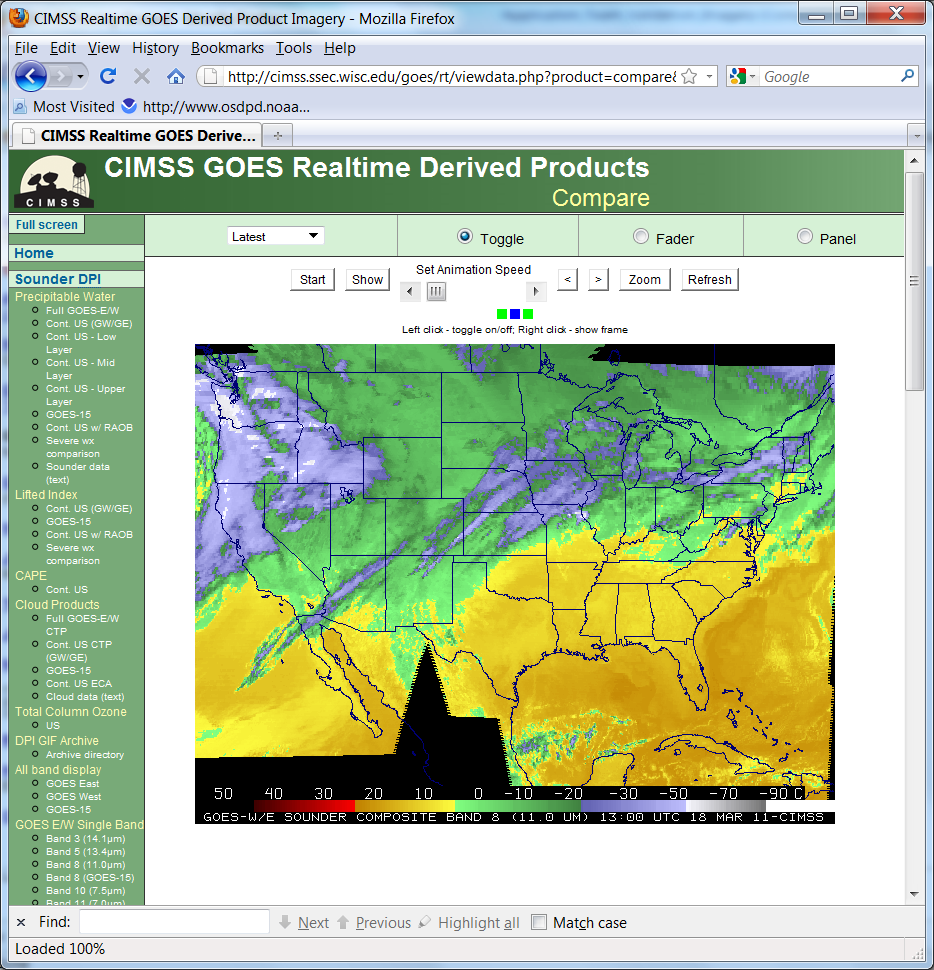 CIMSS Realtime GOES Derived Product Imagery - Mozilla Firefox
File Edit View History Bookmarks Tools Help
http://cimss.ssec.wisc.edu/goes/rt/viewdata.php?product=compare& Google
Most Visited http://www.osdpd.noaa...
CIMSS Realtime GOES Derive...
CIMSS GOES Realtime Derived Products
CIMSS
Compare
Full screen
Latest Toggle Fader Panel
Home
Sounder DPI
Precipitable Water
Full GOES-E/W
Cont. US (GW/GE)
Cont. US - Low
Layer
Cont. US - Mid
Layer
Cont. US - Upper
Layer
GOES-15
Cont. US w/ RAOB
Severe wx
comparison
Sounder data
(text)
Lifted Index
Cont. US (GW/GE)
GOES-15
Cont. US w/ RAOB
Severe wx
comparison
CAPE
Cont. US
Cloud Products
Full GOES-E/W
CTP
Cont. US CTP
(GW/GE)
GOES-15
Cont. US ECA
Cloud data (text)
Total Column Ozone
US
DPI GIF Archive
Archive directory
All band display
GOES East
GOES West
GOES-15
GOES E/W Single Band
Band 3 (14.1µm)
Band 5 (13.4µm)
Band 8 (11.0µm)
Band 8 (GOES-15)
Band 10 (7.5µm)
Band 11 (7.0µm)
Start Show Set Animation Speed < > Zoom Refresh
Left click - toggle on/off; Right click - show frame
50 40 30 20 10 0 -10 -20 -30 -50 -70 -90 C
GOES-W/E SOUNDER COMPOSITE BAND 8 (11.0 UM) 13:00 UTC 18 MAR 11-CIMSS
× Find: Next Previous Highlight all Match case
Loaded 100%